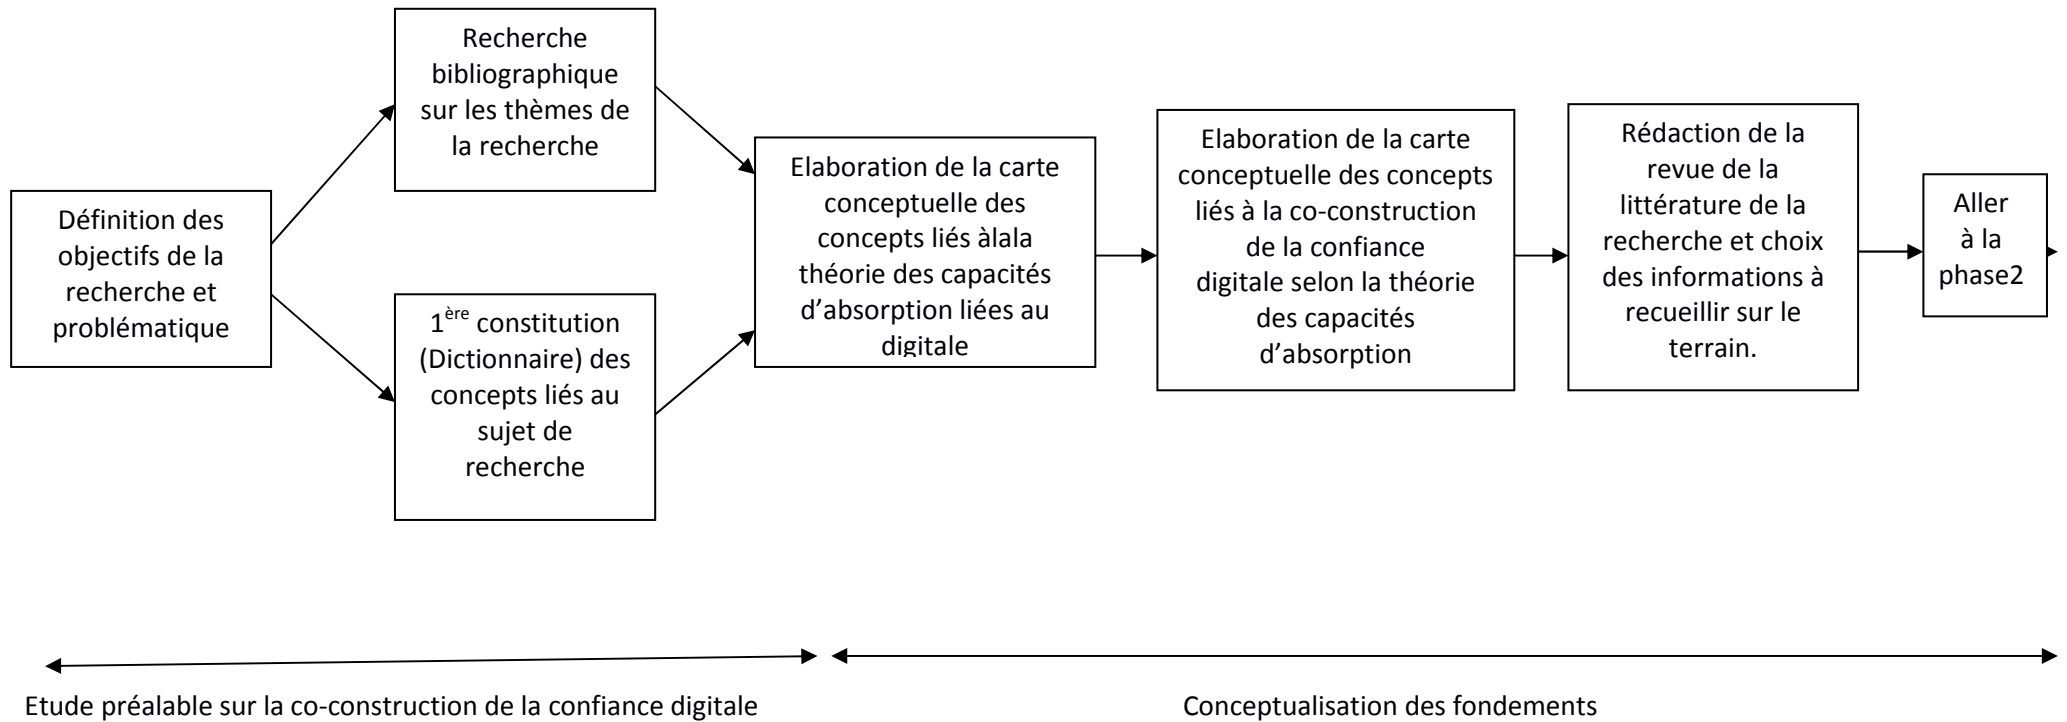 Définition des
objectifs de la
recherche et
problématique
Recherche
bibliographique
sur les thèmes de
la recherche
1ère constitution
(Dictionnaire) des
concepts liés au
sujet de
recherche
Elaboration de la carte
conceptuelle des
concepts liés àlala
théorie des capacités
d’absorption liées au
digitale
Elaboration de la carte
conceptuelle des concepts
liés à la co-construction
de la confiance
digitale selon la théorie
des capacités
d’absorption
Rédaction de la
revue de la
littérature de la
recherche et choix
des informations à
recueillir sur le
terrain.
Aller
à la
phase2
Etude préalable sur la co-construction de la confiance digitale
Conceptualisation des fondements